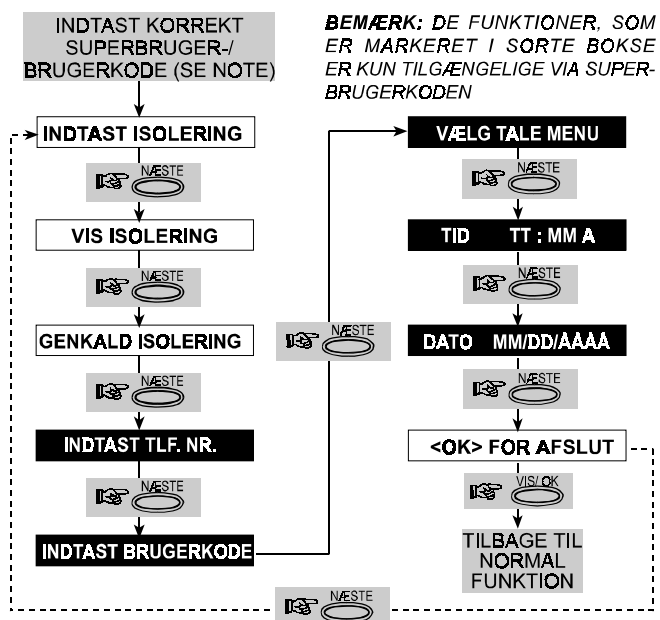 INDTAST KORREKT
SUPERBRUGER-/
BRUGERKODE (SE NOTE)
BEMÆRK: DE FUNKTIONER, SOM
ER MARKERET I SORTE BOKSE
ER KUN TILGÆNGELIGE VIA SUPER-
BRUGERKODEN
INDTAST ISOLERING
NÆSTE
VIS ISOLERING
NÆSTE
GENKALD ISOLERING
NÆSTE
INDTAST TLF. NR.
NÆSTE
INDTAST BRUGERKODE
NÆSTE
VÆLG TALE MENU
NÆSTE
TID TT : MM A
NÆSTE
DATO MM/DD/ÅÅÅÅ
NÆSTE
<OK> FOR AFSLUT
VIS/OK
TILBAGE TIL
NORMAL
FUNKTION
NÆSTE